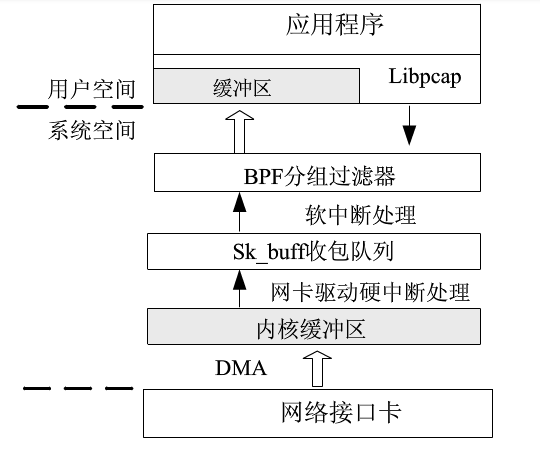 应用程序
Libpcap
缓冲区
用户空间
系统空间
BPF分组过滤器
软中断处理
Sk_buff收包队列
网卡驱动硬中断处理
内核缓冲区
DMA
网络接口卡